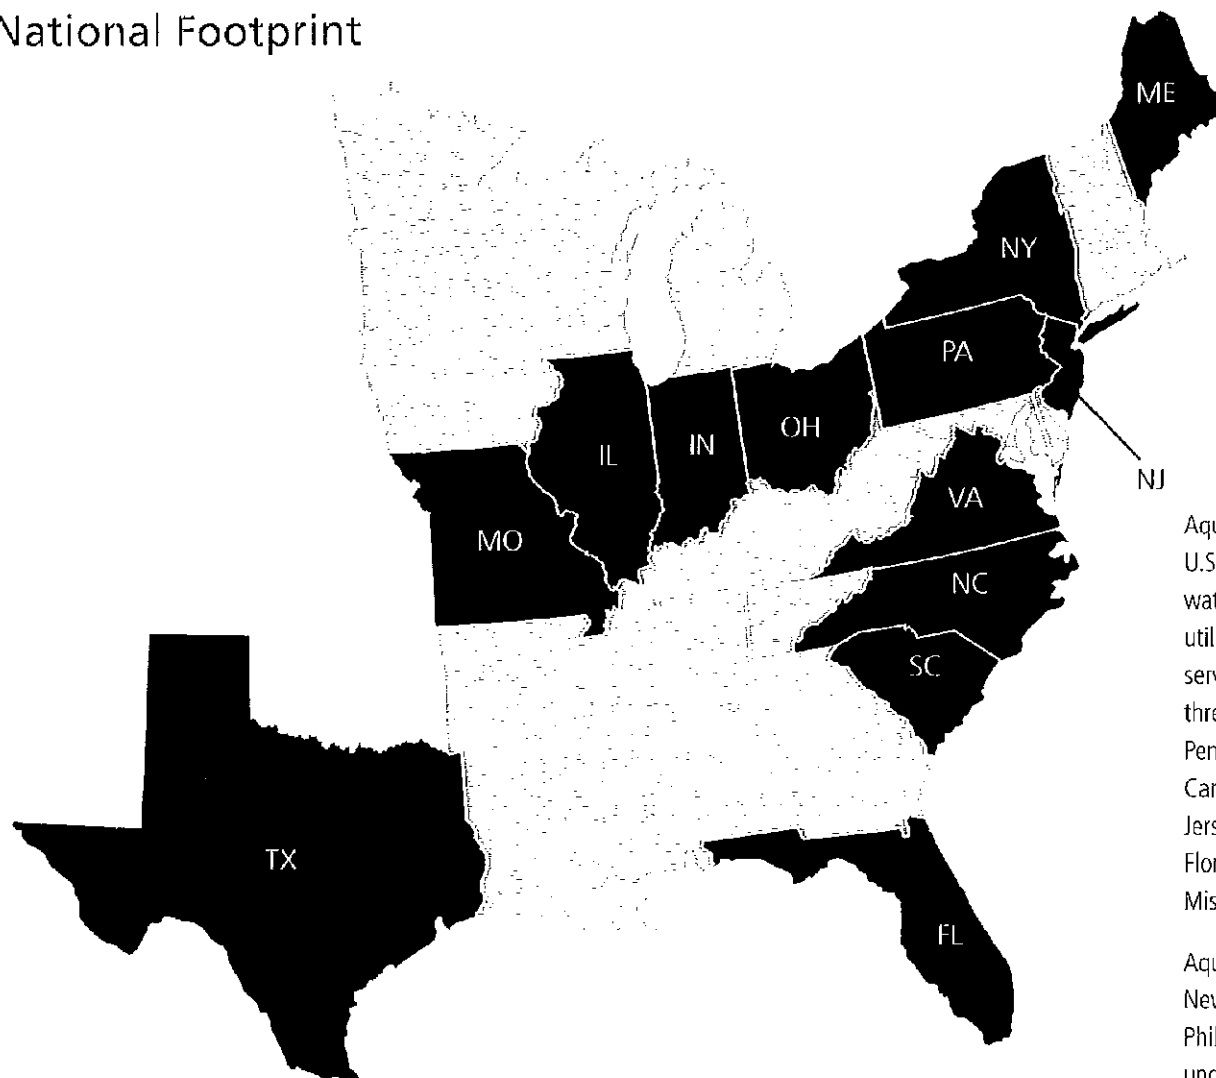 National Footprint
ME
NY
PA
OH
IN
IL
NJ
VA
MO
NC
SC
TX
FL
Aqu
U.S
wat
util
serv
thre
Pen
Car
Jers
Flor
Mis
Aqu
Nev
Phil
unc